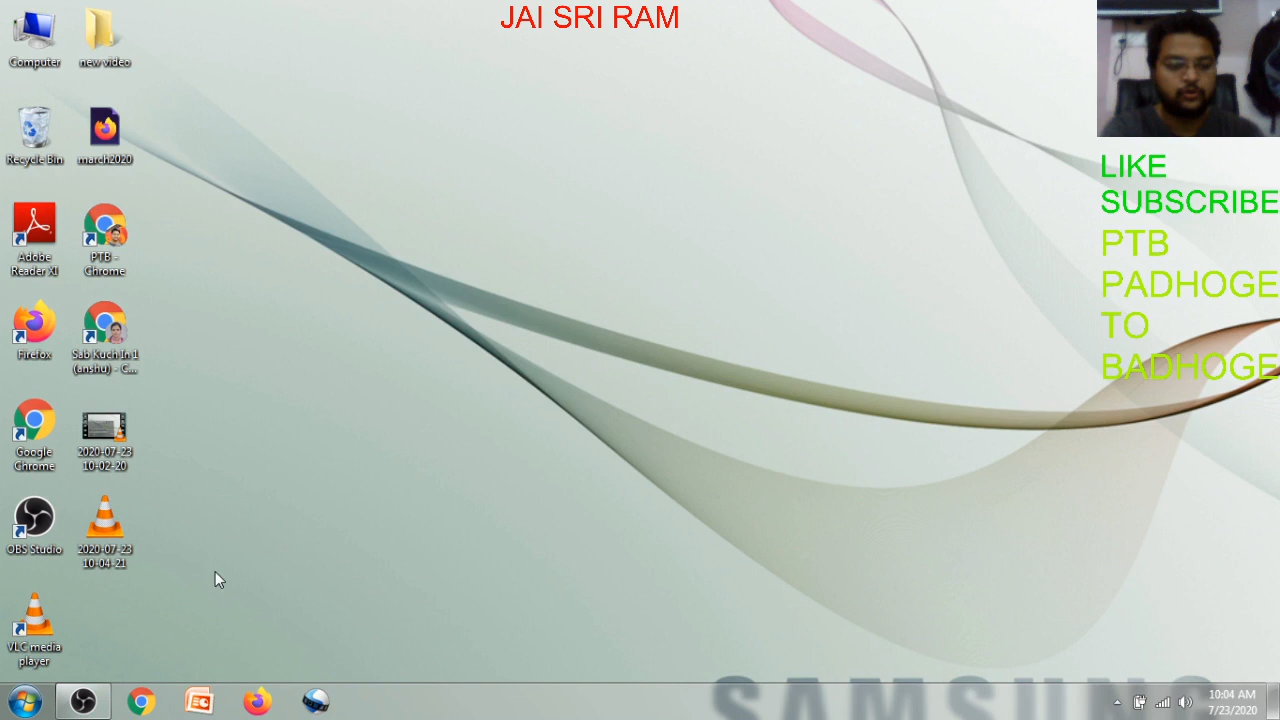 JAI SRI RAM
Computer
new video
Recycle Bin
march2020
Adobe
Reader XI
PTB -
Chrome
Firefox
Sab Kuch In 1
(anshu) - C...
Google
Chrome
2020-07-23
10-02-20
OBS Studio
2020-07-23
10-04-21
VLC media
player
LIKE
SUBSCRIBE
PTB
PADHOGE
TO
BADHOGE
SAMSUNG
10:04 AM
7/23/2020